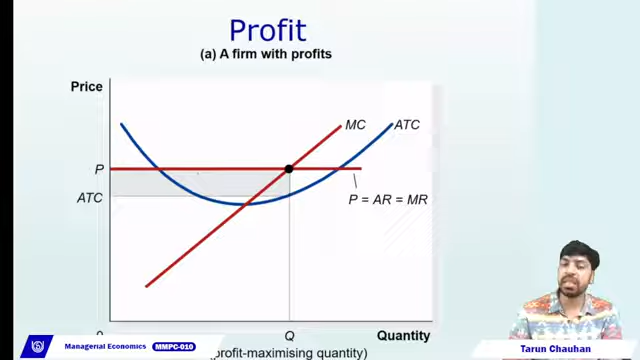 Profit
(a) A firm with profits
Price
MC
ATC
P
ATC
P = AR = MR
Q
Quantity
(profit-maximising quantity)
Managerial Economics
MMPC-010
Tarun Chauhan